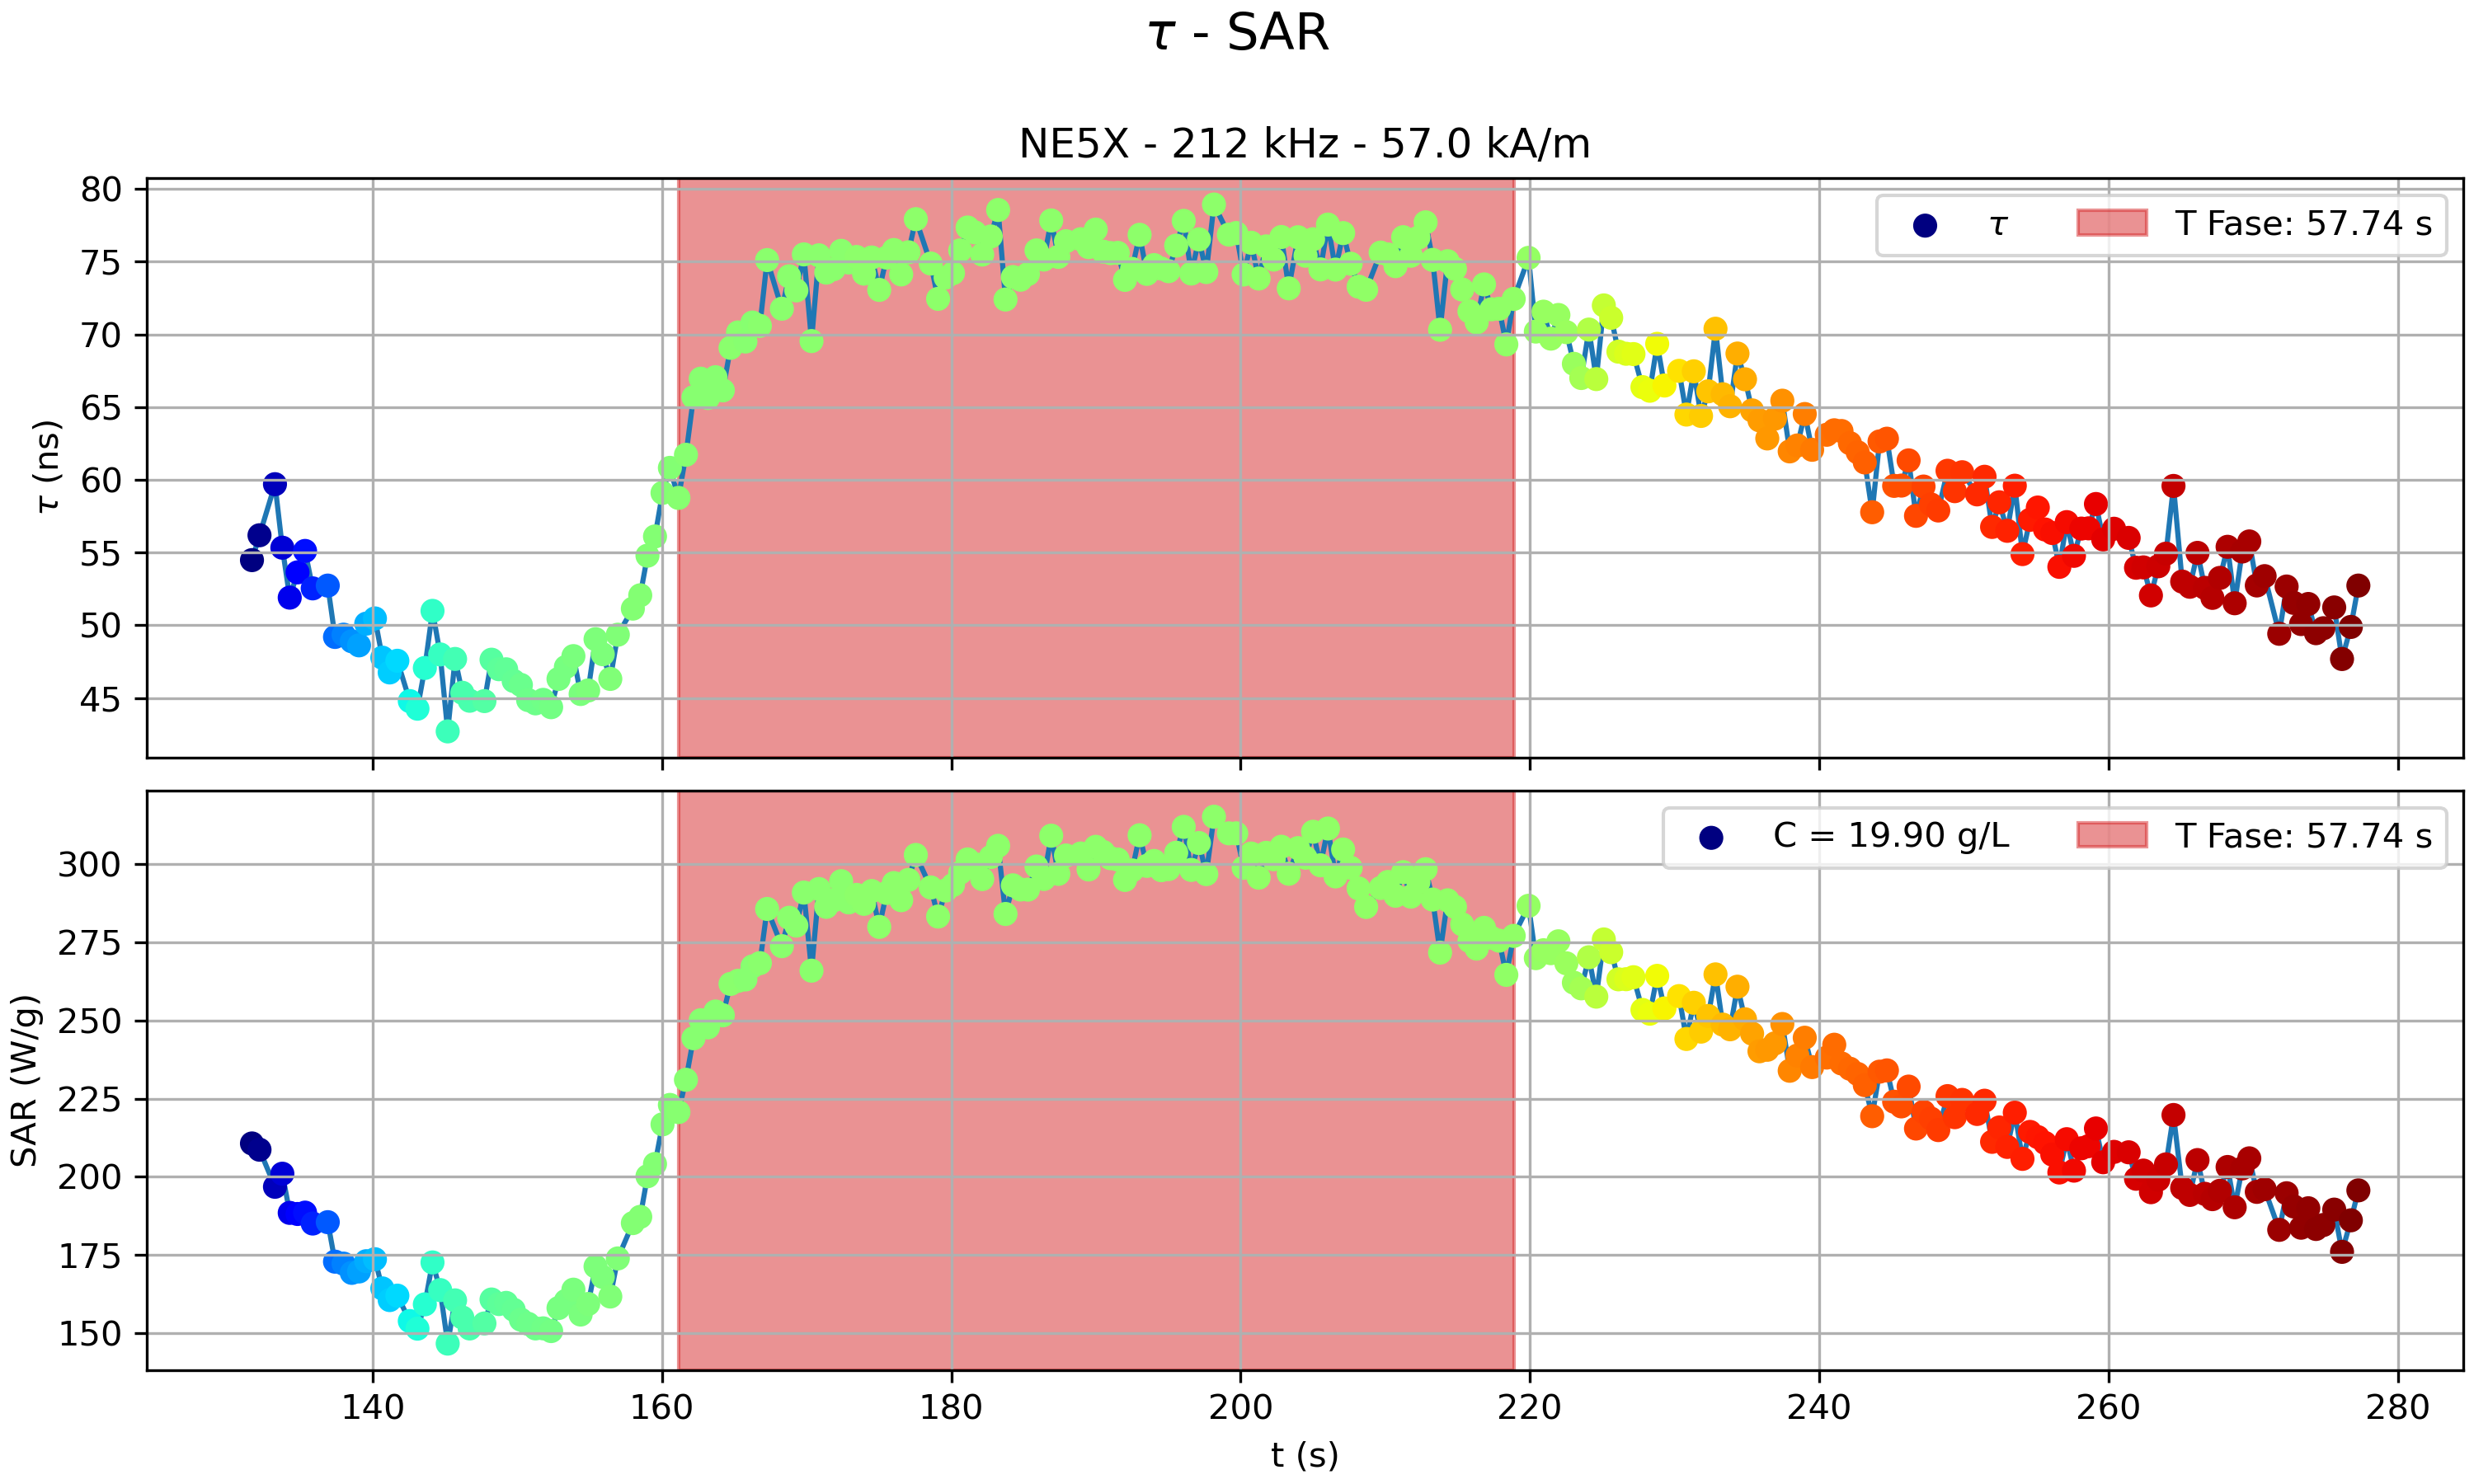 τ - SAR
NE5X - 212 kHz - 57.0 kA/m
80
75
70
65
60
55
50
45
τ (ns)
τ
T Fase: 57.74 s
300
275
250
225
200
175
150
SAR (W/g)
C = 19.90 g/L
T Fase: 57.74 s
140 160 180 200 220 240 260 280
t (s)